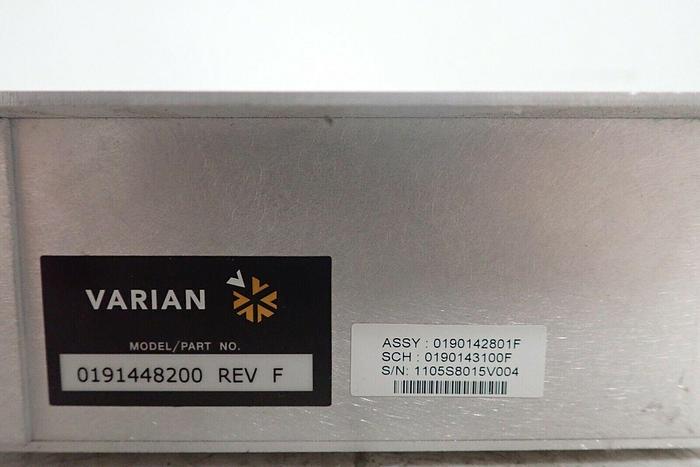 VARIAN
MODEL/PART NO.
0191448200 REV F
ASSY : 0190142801F
SCH : 0190143100F
S/N: 1105S8015V004